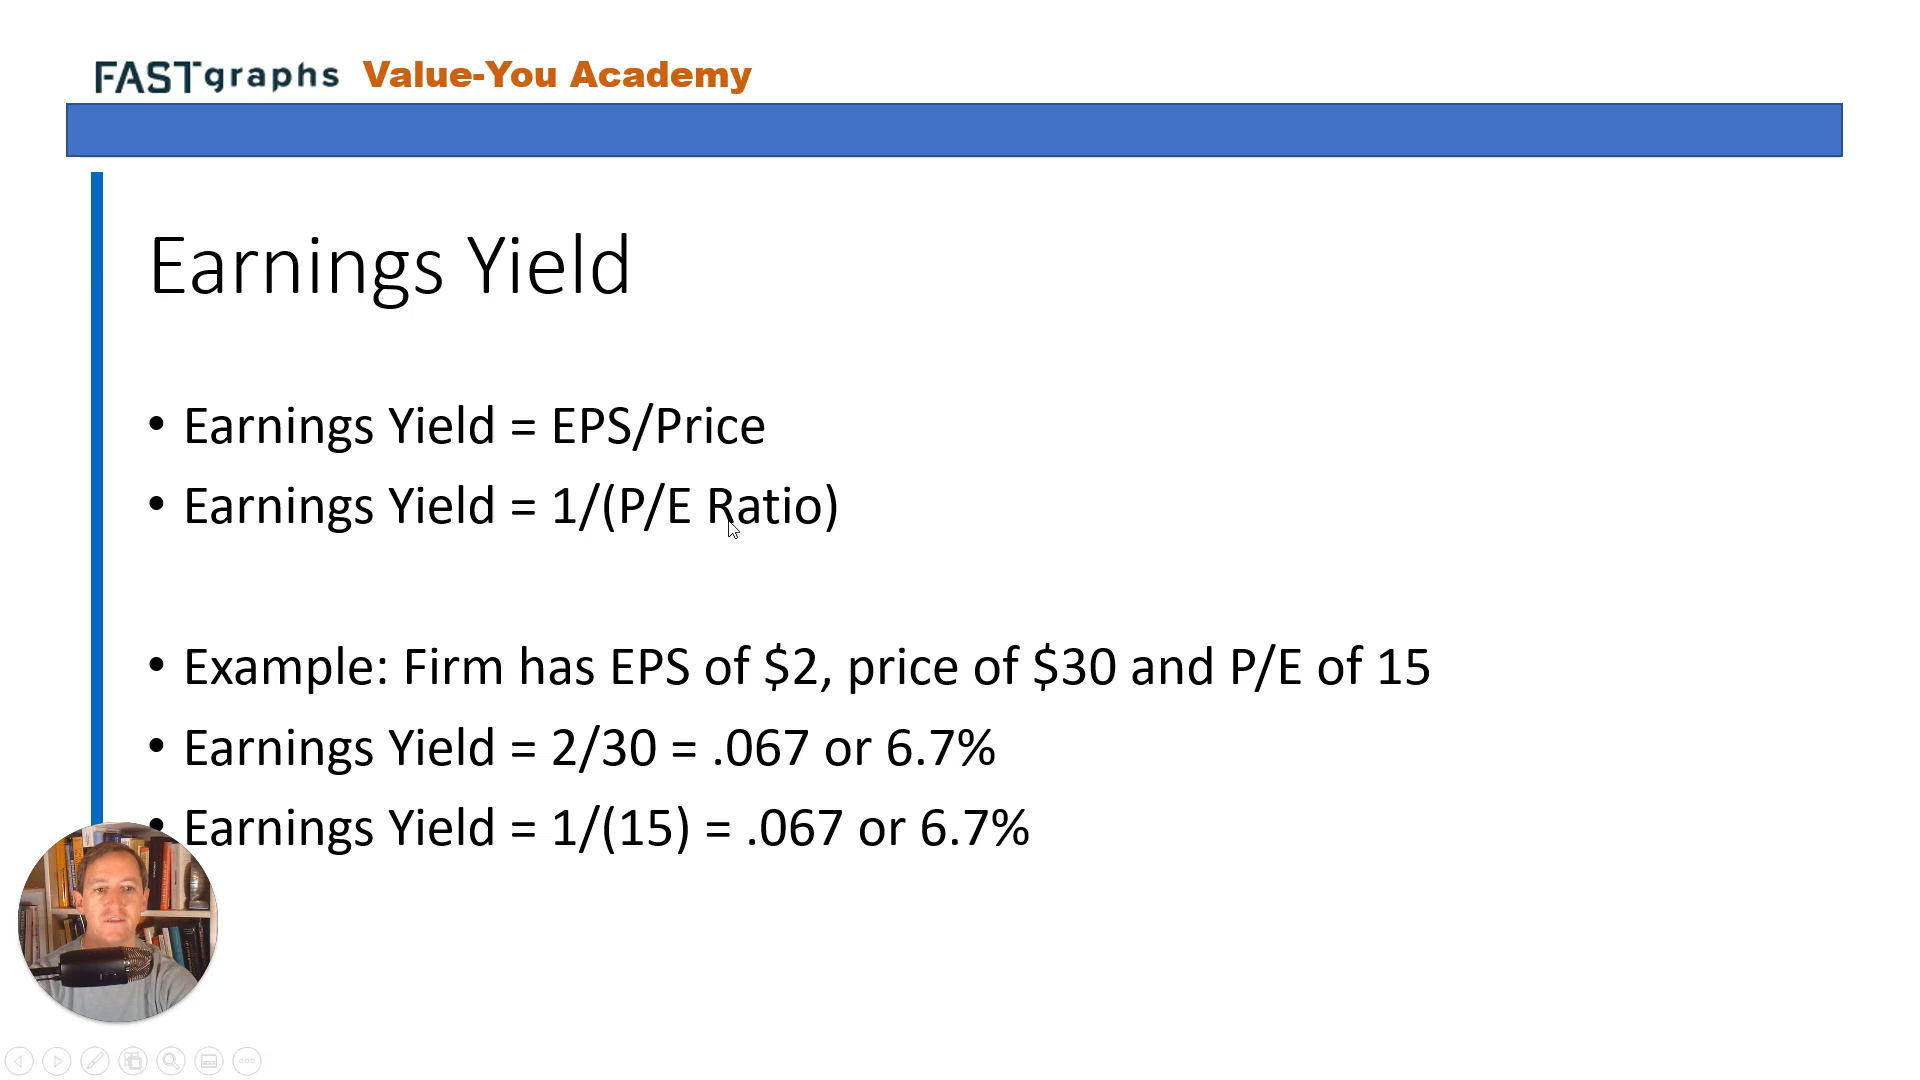 FASTgraphs Value-You Academy
Earnings Yield
• Earnings Yield = EPS/Price
• Earnings Yield = 1/(P/E Ratio)
• Example: Firm has EPS of $2, price of $30 and P/E of 15
• Earnings Yield = 2/30 = .067 or 6.7%
• Earnings Yield = 1/(15) = .067 or 6.7%